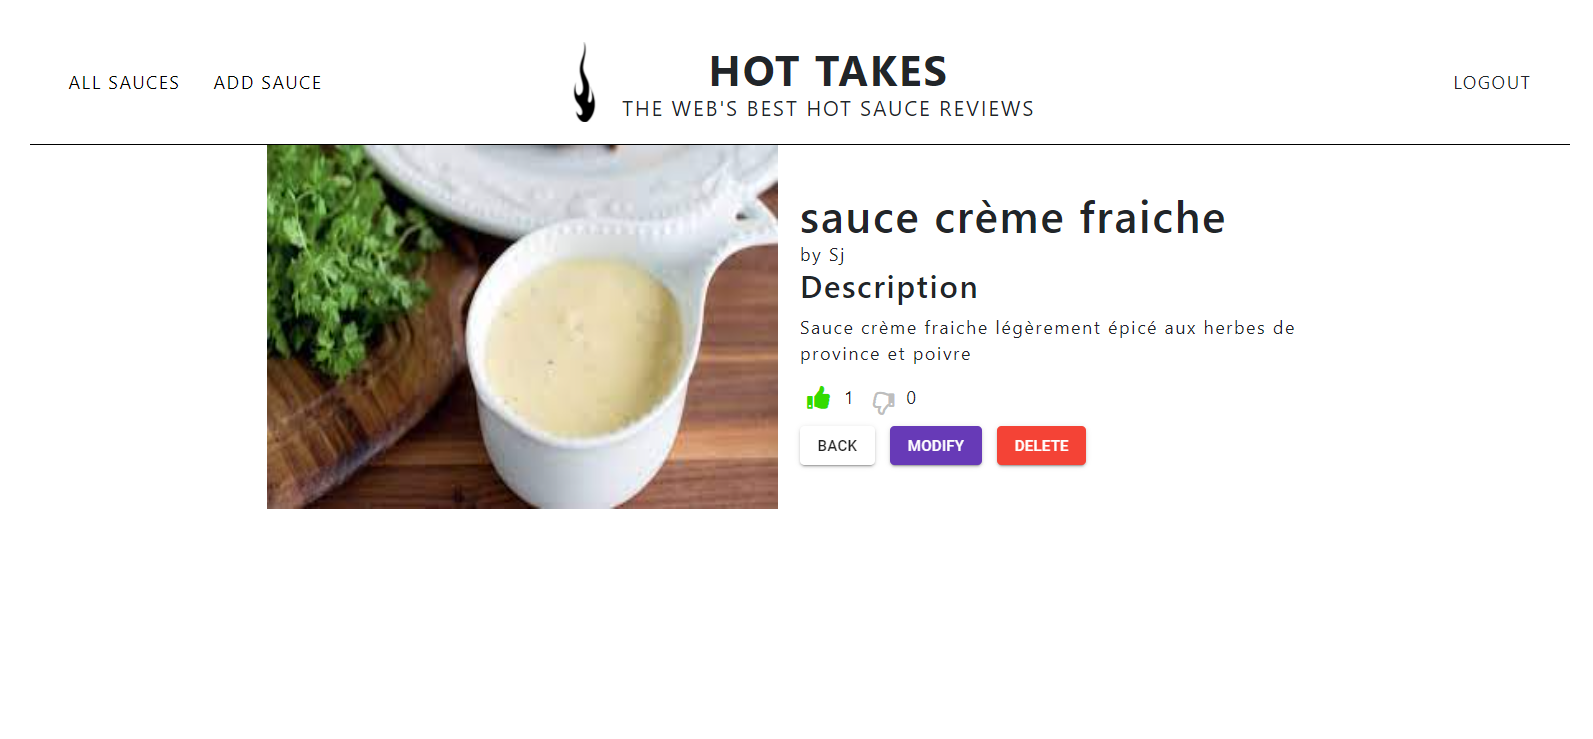 ALL SAUCES
ADD SAUCE
HOT TAKES
THE WEB'S BEST HOT SAUCE REVIEWS
LOGOUT
sauce crème fraiche
by Sj
Description
Sauce crème fraiche légèrement épicé aux herbes de
province et poivre
1
0
BACK
MODIFY
DELETE